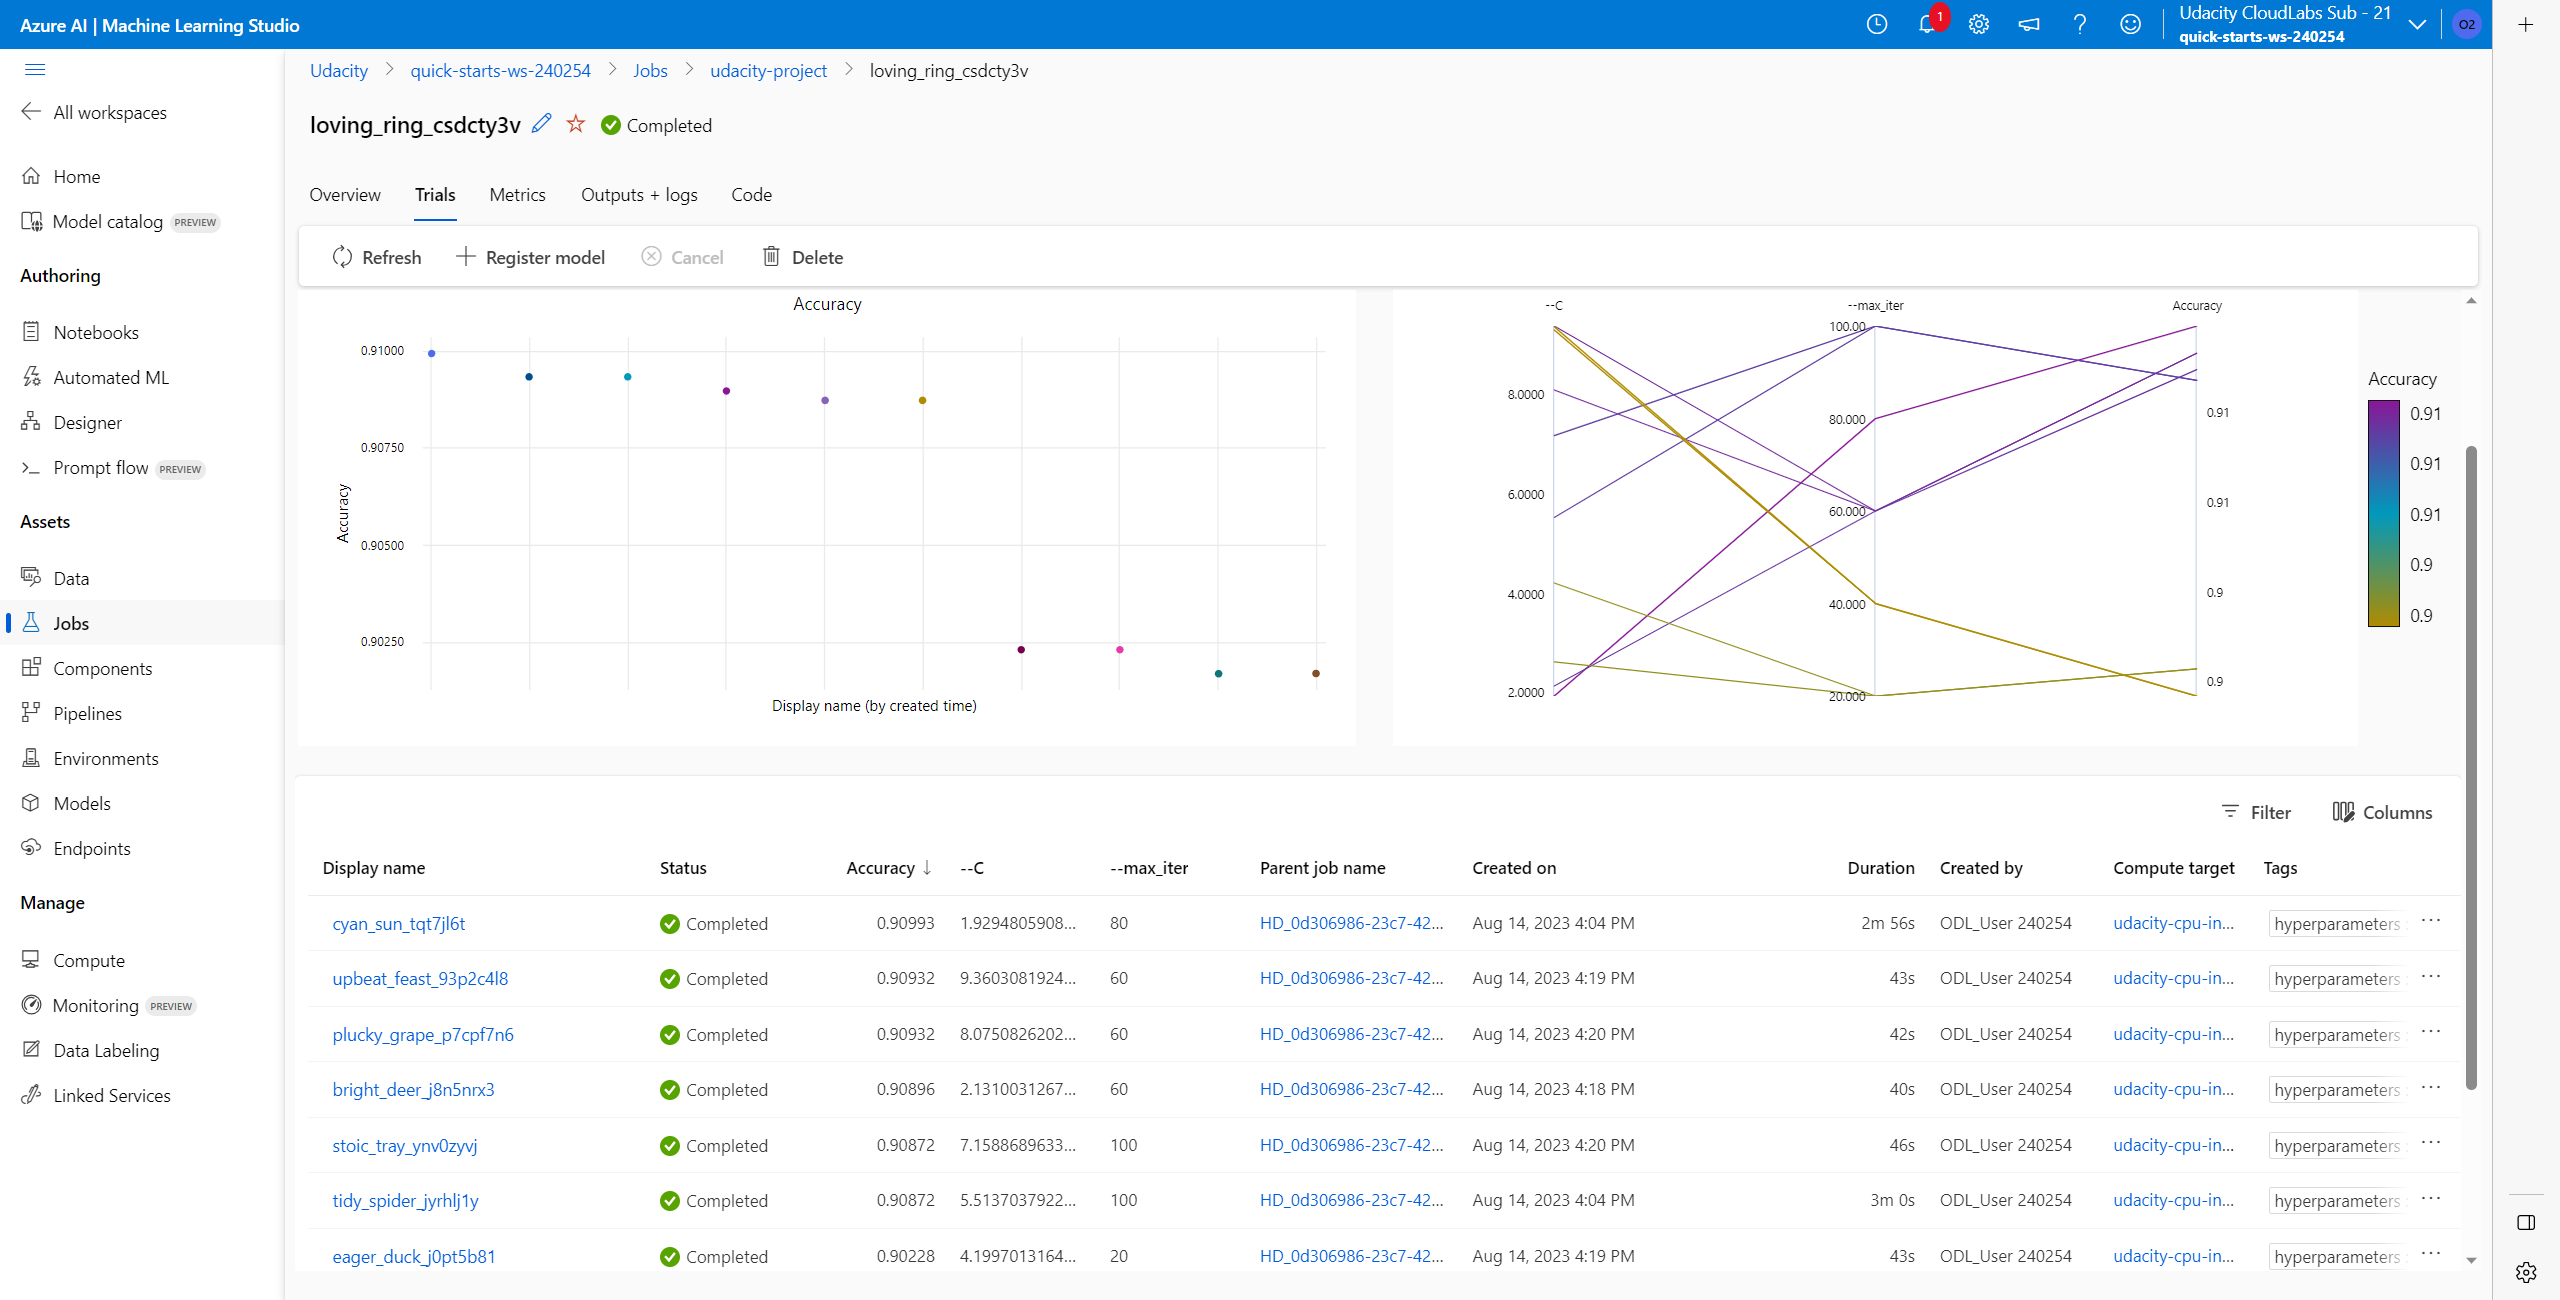 Azure AI | Machine Learning Studio
1
Udacity CloudLabs Sub - 21
quick-starts-ws-240254
O2
All workspaces
Home
Model catalog PREVIEW
Authoring
Notebooks
Automated ML
Designer
Prompt flow PREVIEW
Assets
Data
Jobs
Components
Pipelines
Environments
Models
Endpoints
Manage
Compute
Monitoring PREVIEW
Data Labeling
Linked Services
Udacity > quick-starts-ws-240254 > Jobs > udacity-project > loving_ring_csdcty3v
loving_ring_csdcty3v Completed
Overview Trials Metrics Outputs + logs Code
Refresh Register model Cancel Delete
Accuracy
0.91000
0.90750
0.90500
0.90250
Accuracy
Display name (by created time)
--C --max_iter Accuracy
8.0000
6.0000
4.0000
2.0000
100.00
80.000
60.000
40.000
20.000
0.91
0.91
0.9
0.9
Accuracy
0.91
0.91
0.91
0.9
0.9
Filter Columns
Display name Status Accuracy ↓ --C --max_iter Parent job name Created on Duration Created by Compute target Tags
cyan_sun_tqt7jl6t Completed 0.90993 1.9294805908... 80 HD_0d306986-23c7-42... Aug 14, 2023 4:04 PM 2m 56s ODL_User 240254 udacity-cpu-in... hyperparameters : ...
upbeat_feast_93p2c4l8 Completed 0.90932 9.3603081924... 60 HD_0d306986-23c7-42... Aug 14, 2023 4:19 PM 43s ODL_User 240254 udacity-cpu-in... hyperparameters : ...
plucky_grape_p7cpf7n6 Completed 0.90932 8.0750826202... 60 HD_0d306986-23c7-42... Aug 14, 2023 4:20 PM 42s ODL_User 240254 udacity-cpu-in... hyperparameters : ...
bright_deer_j8n5nrx3 Completed 0.90896 2.1310031267... 60 HD_0d306986-23c7-42... Aug 14, 2023 4:18 PM 40s ODL_User 240254 udacity-cpu-in... hyperparameters : ...
stoic_tray_ynv0zyvj Completed 0.90872 7.1588689633... 100 HD_0d306986-23c7-42... Aug 14, 2023 4:20 PM 46s ODL_User 240254 udacity-cpu-in... hyperparameters : ...
tidy_spider_jyrhlj1y Completed 0.90872 5.5137037922... 100 HD_0d306986-23c7-42... Aug 14, 2023 4:04 PM 3m 0s ODL_User 240254 udacity-cpu-in... hyperparameters : ...
eager_duck_j0pt5b81 Completed 0.90228 4.1997013164... 20 HD_0d306986-23c7-42... Aug 14, 2023 4:19 PM 43s ODL_User 240254 udacity-cpu-in... hyperparameters : ...